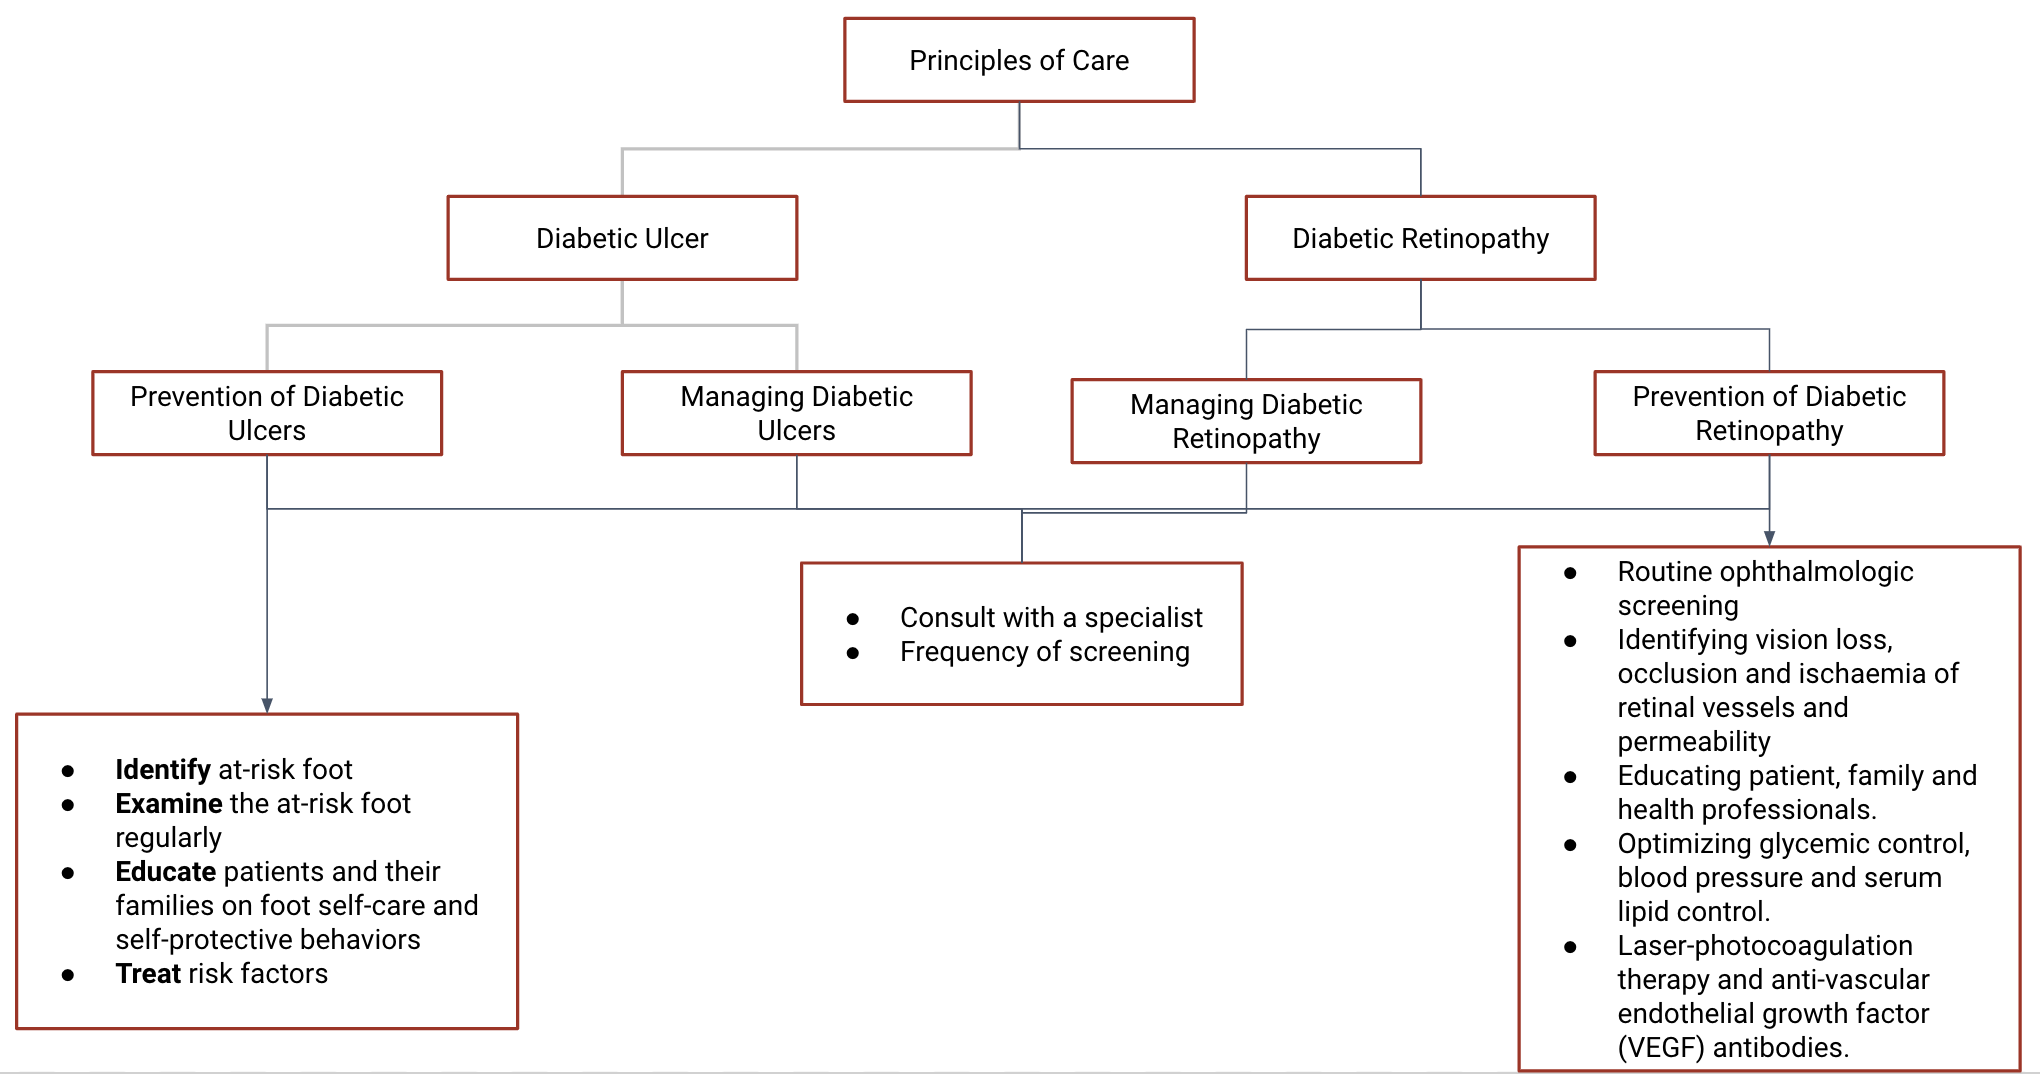 Principles of Care
Diabetic Ulcer
Diabetic Retinopathy
Prevention of Diabetic
Ulcers
Managing Diabetic
Ulcers
Managing Diabetic
Retinopathy
Prevention of Diabetic
Retinopathy
● Consult with a specialist
● Frequency of screening
● Identify at-risk foot
● Examine the at-risk foot
regularly
● Educate patients and their
families on foot self-care and
self-protective behaviors
● Treat risk factors
● Routine ophthalmologic
screening
● Identifying vision loss,
occlusion and ischaemia of
retinal vessels and
permeability
● Educating patient, family and
health professionals.
● Optimizing glycemic control,
blood pressure and serum
lipid control.
● Laser-photocoagulation
therapy and anti-vascular
endothelial growth factor
(VEGF) antibodies.